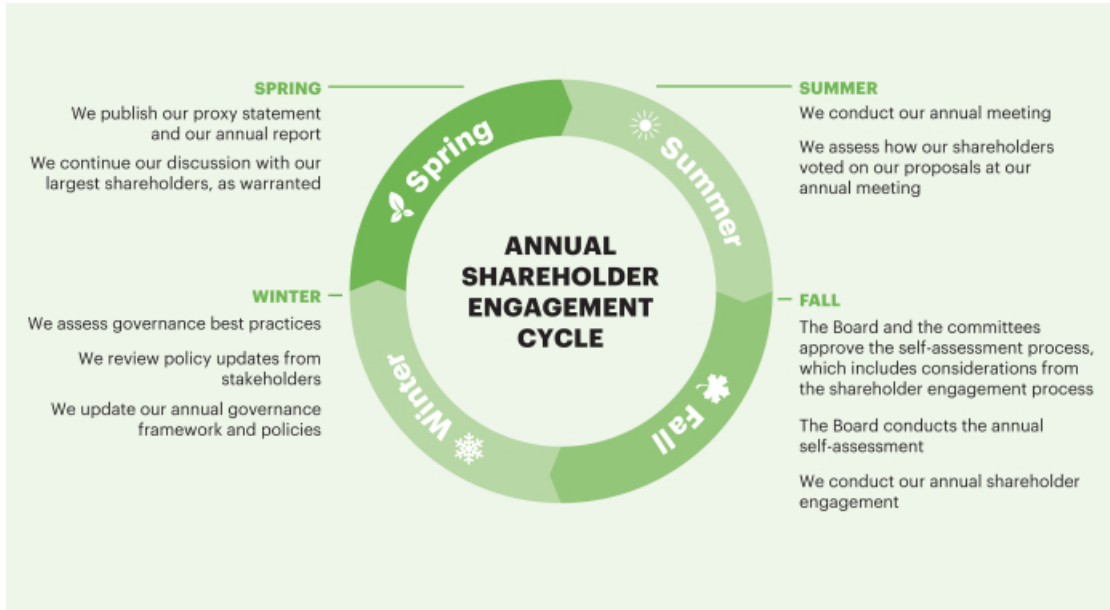 SPRING
We publish our proxy statement
and our annual report
We continue our discussion with our
largest shareholders, as warranted
SUMMER
We conduct our annual meeting
We assess how our shareholders
voted on our proposals at our
annual meeting
Spring
Summer
ANNUAL
SHAREHOLDER
ENGAGEMENT
CYCLE
Winter
Fall
WINTER
We assess governance best practices
We review policy updates from
stakeholders
We update our annual governance
framework and policies
FALL
The Board and the committees
approve the self-assessment process,
which includes considerations from
the shareholder engagement process
The Board conducts the annual
self-assessment
We conduct our annual shareholder
engagement